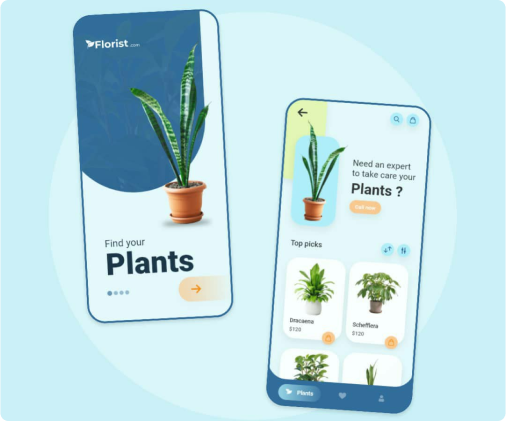 Florist.com
Find your
Plants
Need an expert
to take care your
Plants ?
Call now
Top picks
Dracaena
$120
Schefflera
$120
Plants